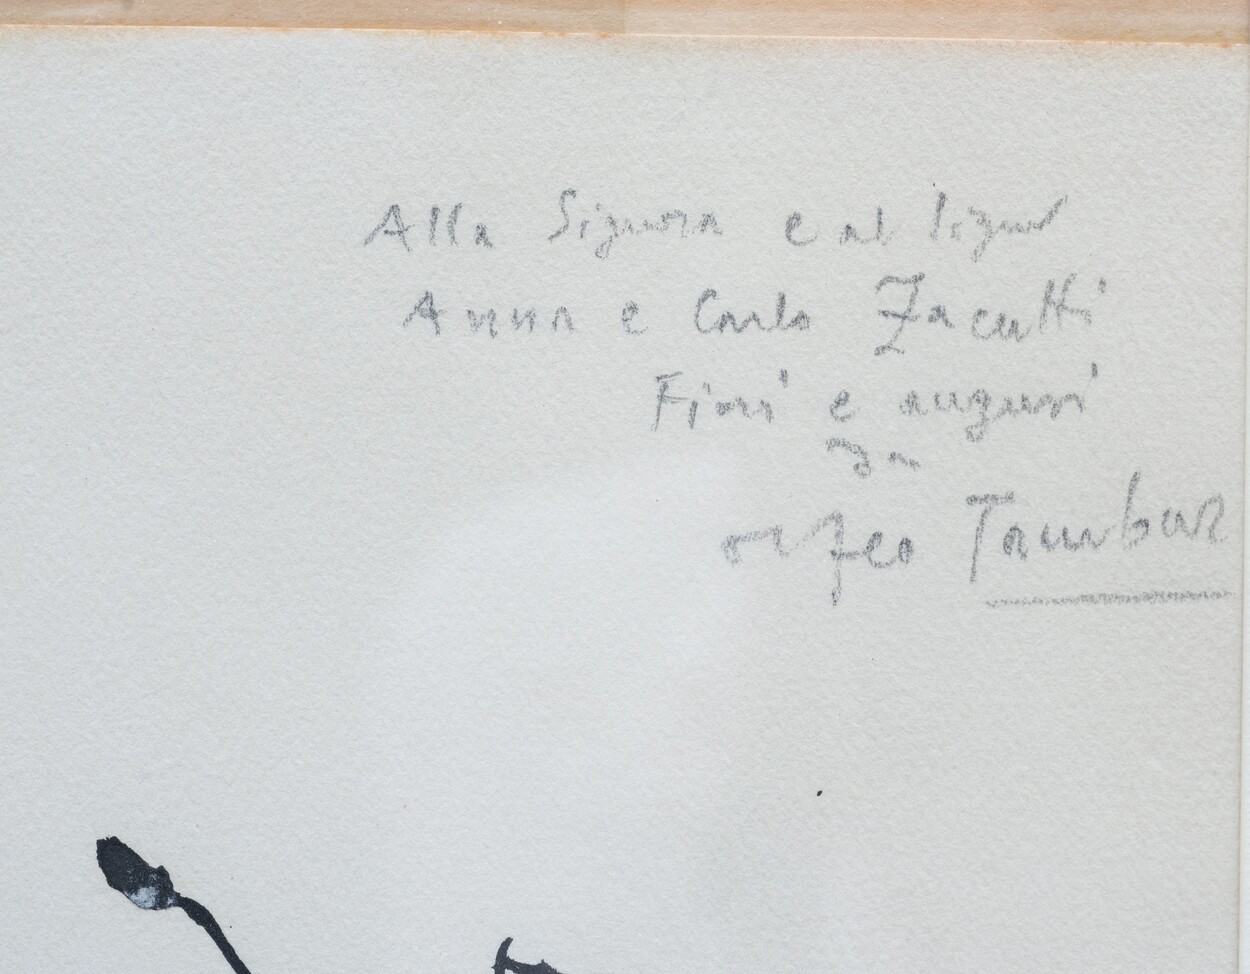 Alla Signora e al Signor
Anna e Carlo Zacutti
Fiori e auguri
Da
orfeo Tamburi